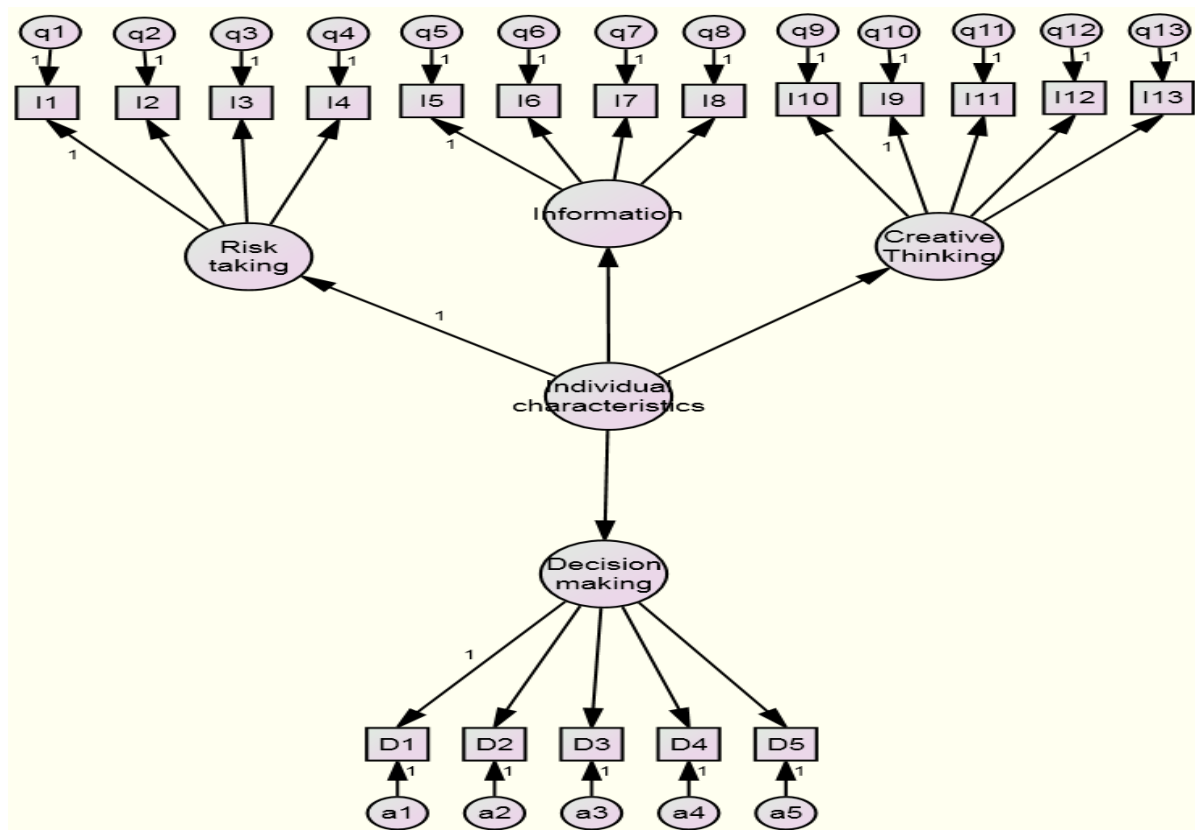 q1 q2 q3 q4 q5 q6 q7 q8 q9 q10 q11 q12 q13
1 1 1 1 1 1 1 1 1 1 1 1 1
I1 I2 I3 I4 I5 I6 I7 I8 I10 I9 I11 I12 I13
1 1 1
Information
Risk
taking
Creative
Thinking
1
Individual
characteristics
Decision
making
1
D1 D2 D3 D4 D5
1 1 1 1 1
a1 a2 a3 a4 a5